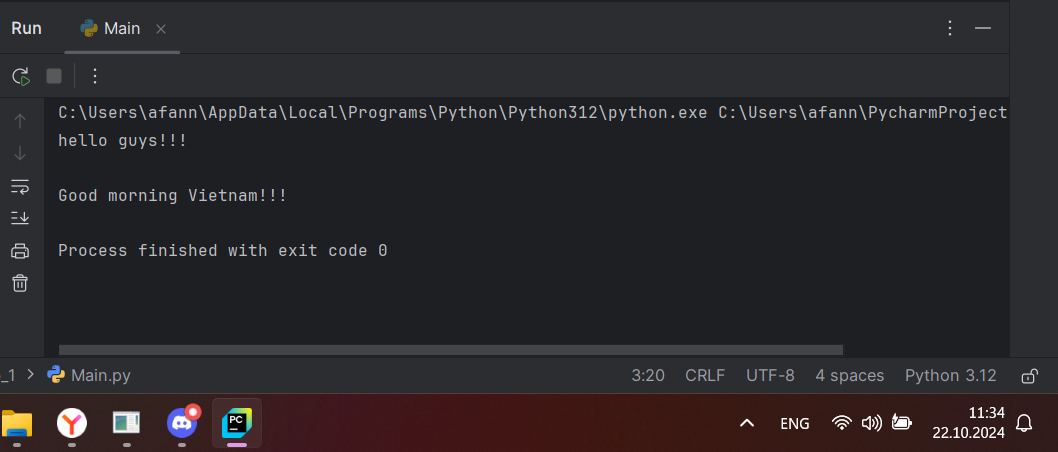 Run Main
C:\Users\afann\AppData\Local\Programs\Python\Python312\python.exe C:\Users\afann\PycharmProject
hello guys!!!
Good morning Vietnam!!!
Process finished with exit code 0
_1 > Main.py 3:20 CRLF UTF-8 4 spaces Python 3.12
PC
ENG
11:34
22.10.2024